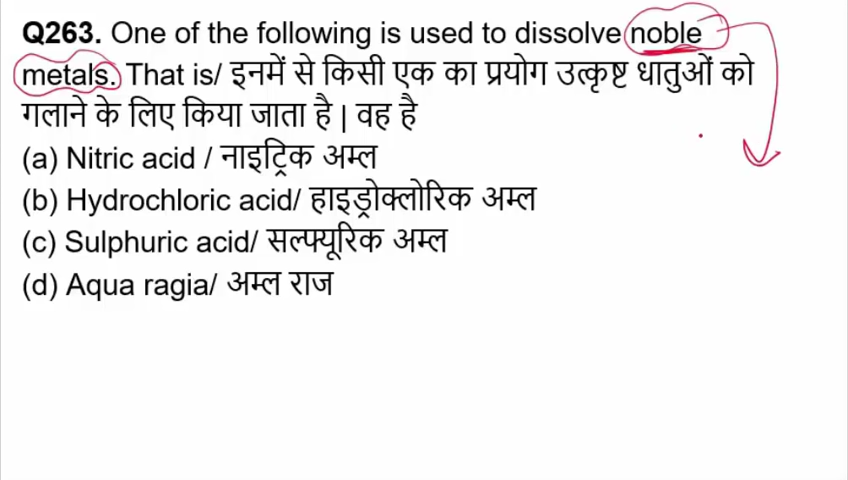 Q263. One of the following is used to dissolve noble
metals. That is/ इनमें से किसी एक का प्रयोग उत्कृष्ट धातुओं को
गलाने के लिए किया जाता है | वह है
(a) Nitric acid / नाइट्रिक अम्ल
(b) Hydrochloric acid/ हाइड्रोक्लोरिक अम्ल
(c) Sulphuric acid/ सल्फ्यूरिक अम्ल
(d) Aqua ragia/ अम्ल राज